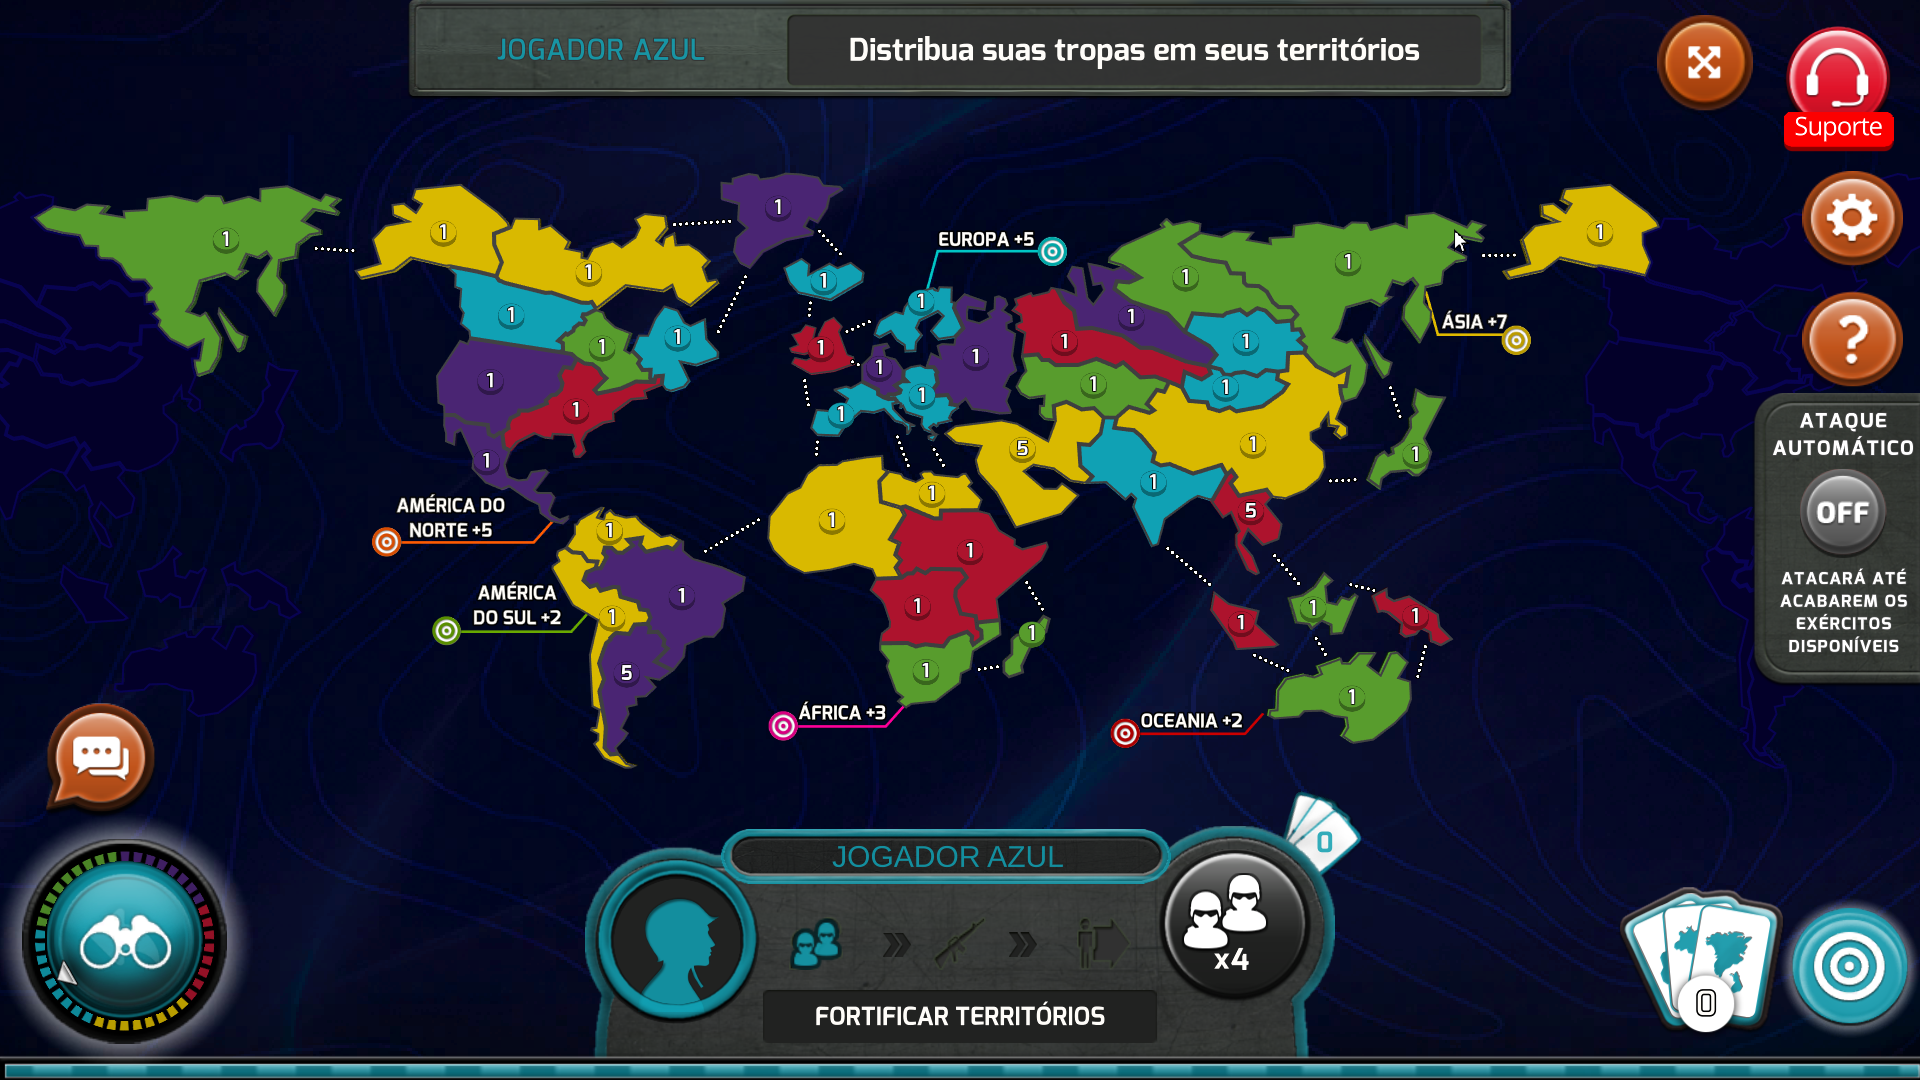 JOGADOR AZUL
Distribua suas tropas em seus territórios
Suporte
1
1
1
1
1
1
EUROPA +5
1
1
1
1
1
1
1
1
1
ÁSIA +7
1
1
1
1
1
1
1
1
1
1
1
1
1
1
ATAQUE
AUTOMÁTICO
5
1
1
1
1
1
1
5
OFF
AMÉRICA DO
NORTE +5
1
1
AMÉRICA
DO SUL +2
1
1
1
1
1
1
1
1
5
1
1
ATACARÁ ATÉ
ACABAREM OS
EXÉRCITOS
DISPONÍVEIS
ÁFRICA +3
OCEANIA +2
0
JOGADOR AZUL
x4
FORTIFICAR TERRITÓRIOS
0